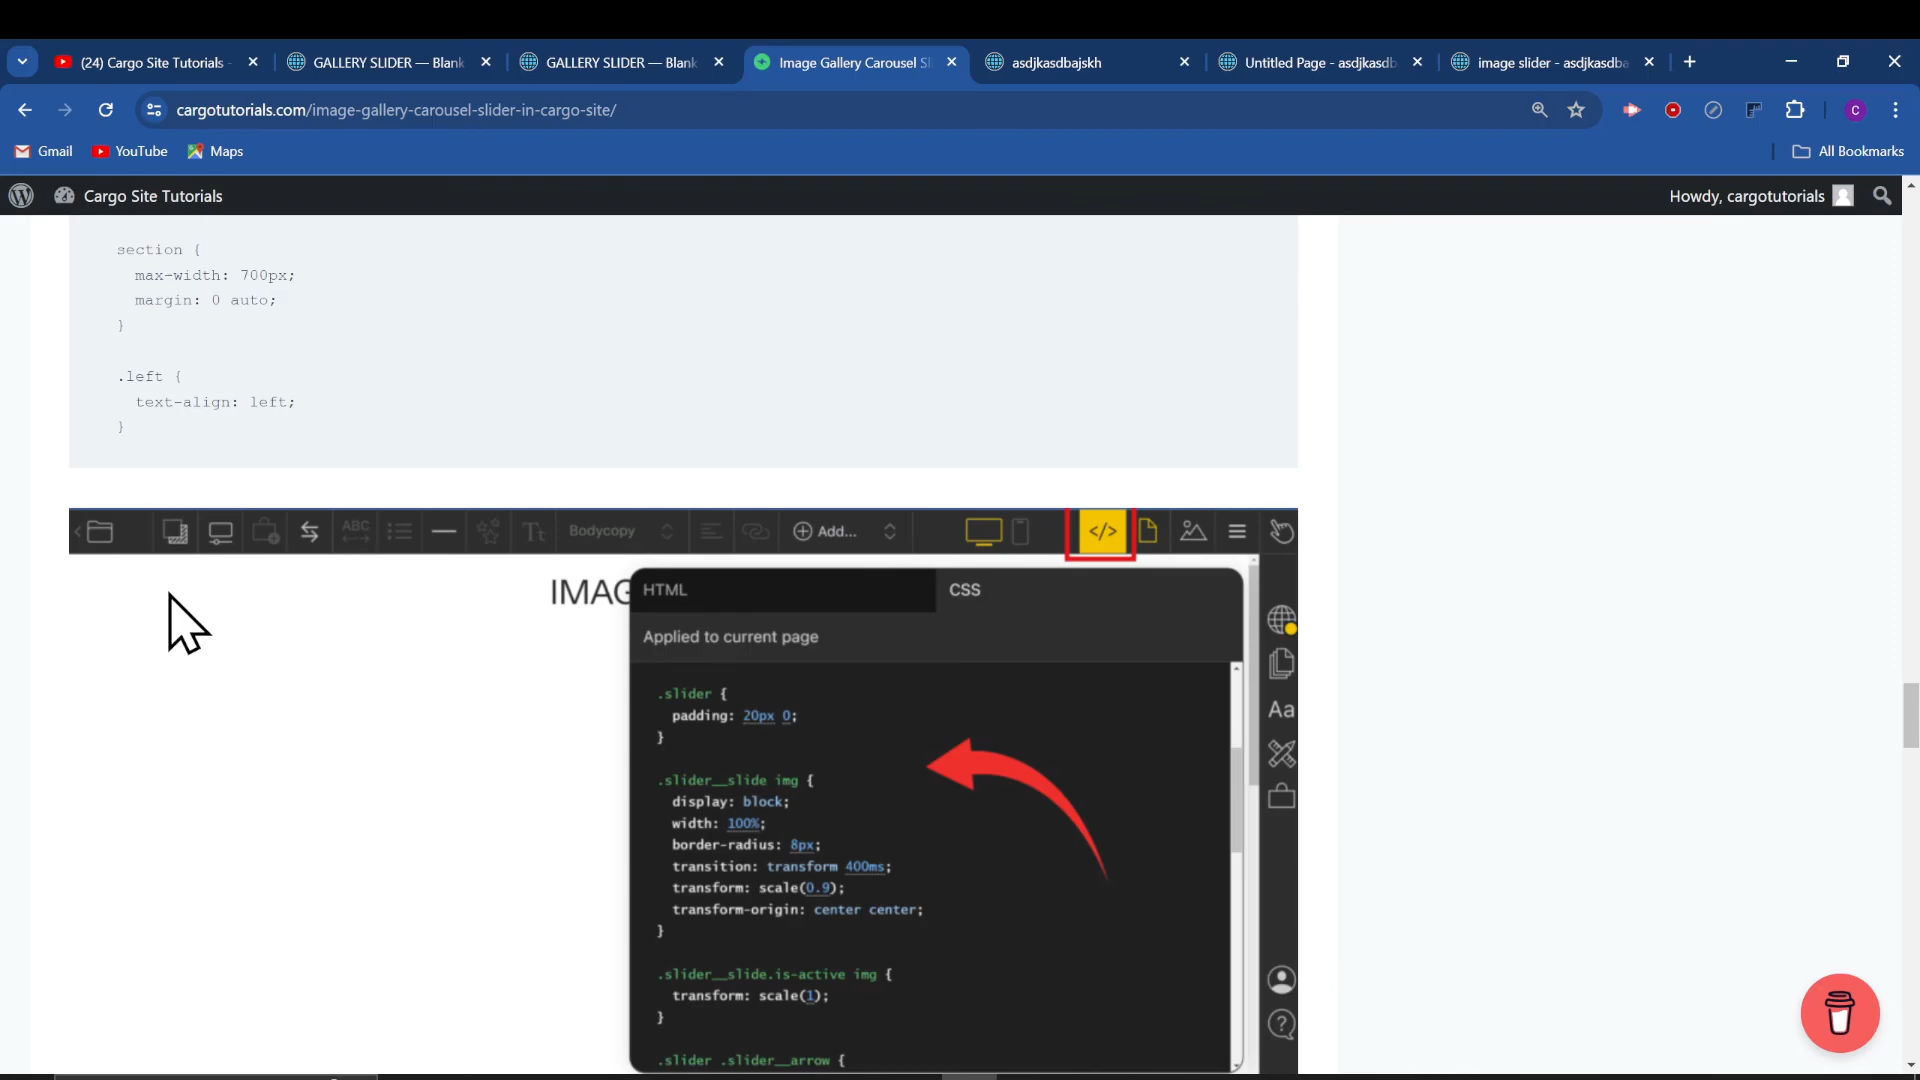 (24) Cargo Site Tutorials -
GALLERY SLIDER — Blank
GALLERY SLIDER — Blank
Image Gallery Carousel Sl
asdjkasdbajskh
Untitled Page - asdjkasdb
image slider - asdjkasdba
cargotutorials.com/image-gallery-carousel-slider-in-cargo-site/
C
Gmail
YouTube
Maps
All Bookmarks
Cargo Site Tutorials
Howdy, cargotutorials
section {
max-width: 700px;
margin: 0 auto;
}
.left {
text-align: left;
}
ABC
Tt
Bodycopy
Add...
</>
IMAG
HTML
CSS
Applied to current page
Aa
.slider {
padding: 20px 0;
}
.slider__slide img {
display: block;
width: 100%;
border-radius: 8px;
transition: transform 400ms;
transform: scale(0.9);
transform-origin: center center;
}
.slider__slide.is-active img {
transform: scale(1);
}
.slider .slider__arrow {
?